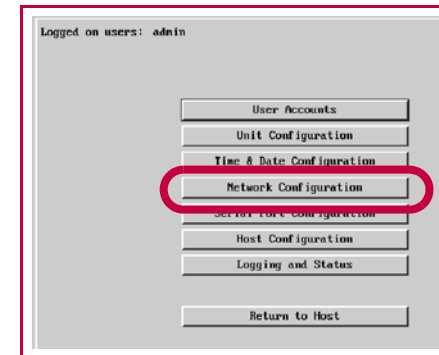 Logged on users: admin
User Accounts
Unit Configuration
Time & Date Configuration
Network Configuration
Serial Port Configuration
Host Configuration
Logging and Status
Return to Host